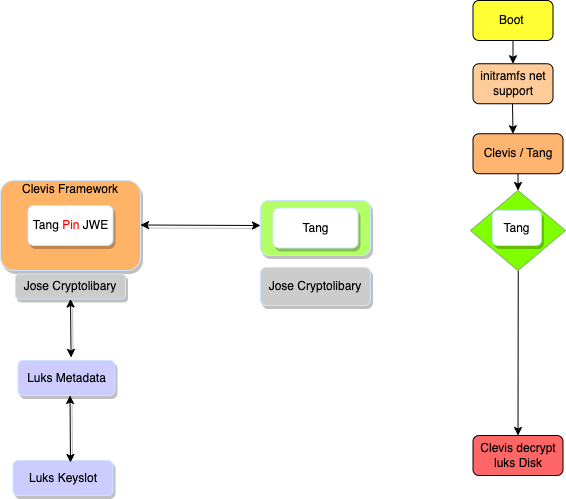 Boot
initramfs net
support
Clevis / Tang
Tang
Clevis decrypt
luks Disk
Clevis Framework
Tang Pin JWE
Tang
Jose Cryptolibary
Jose Cryptolibary
Luks Metadata
Luks Keyslot